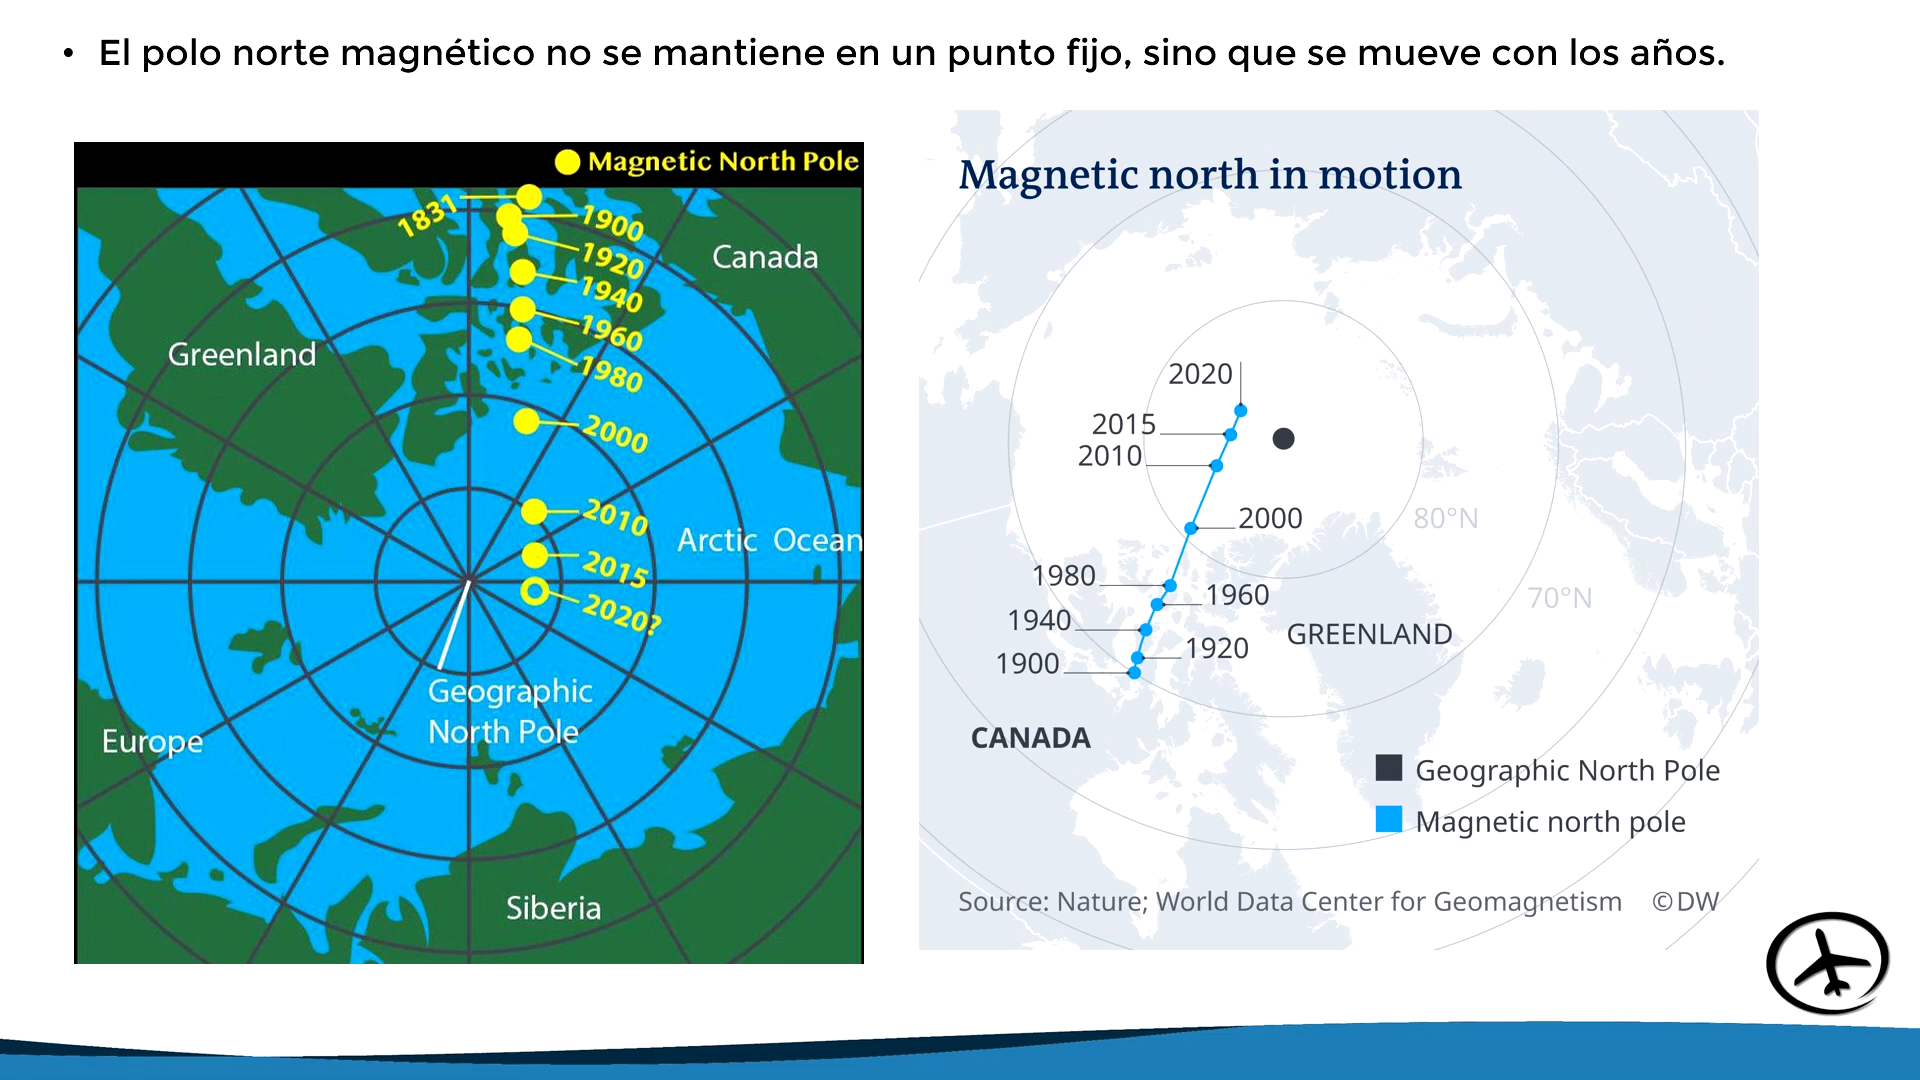 • El polo norte magnético no se mantiene en un punto fijo, sino que se mueve con los años.
Magnetic North Pole
1831
1900
1920
1940
1960
1980
2000
2010
2015
2020?
Canada
Greenland
Arctic Ocean
Geographic
North Pole
Europe
Siberia
Magnetic north in motion
2020
2015
2010
2000
1980
1960
1940
1920
1900
80°N
70°N
GREENLAND
CANADA
Geographic North Pole
Magnetic north pole
Source: Nature; World Data Center for Geomagnetism ©DW